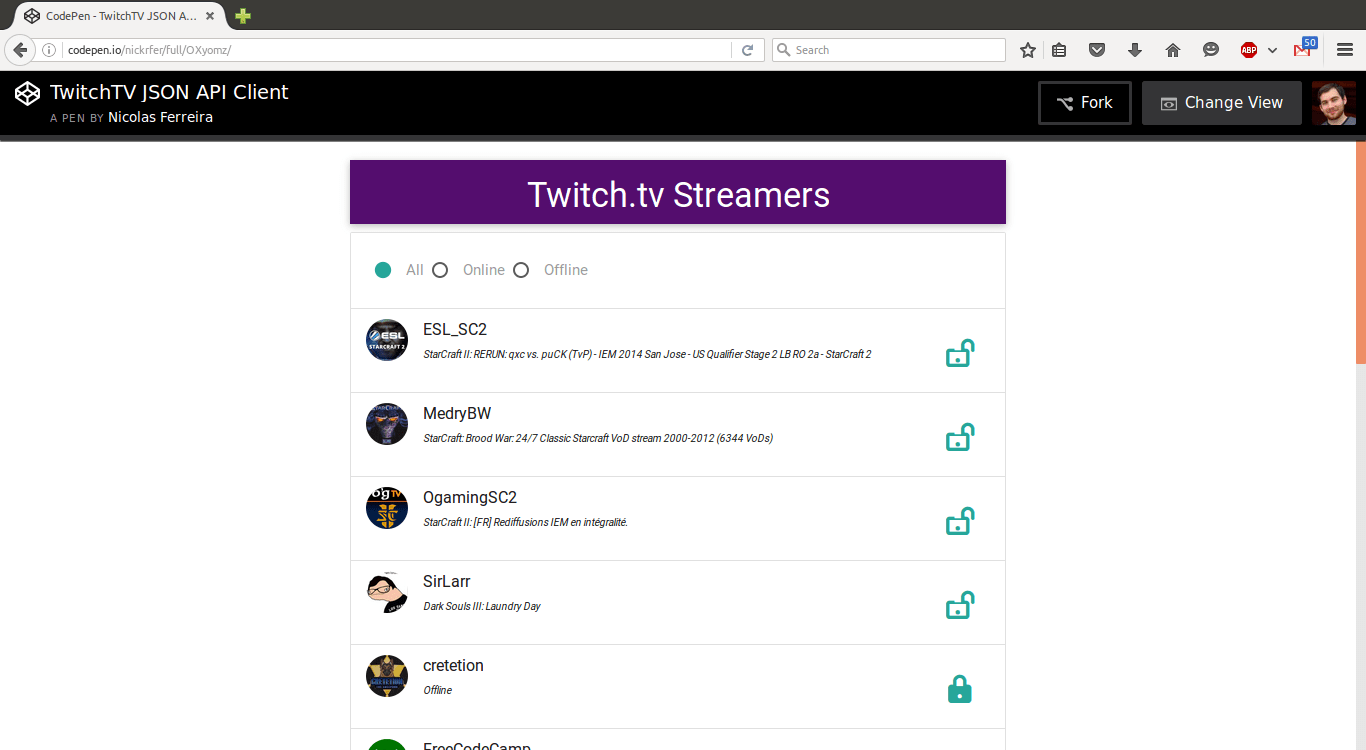 CodePen - TwitchTV JSON A...
codepen.io/nickrfer/full/OXyomz/
Search
ABP
50
TwitchTV JSON API Client
A PEN BY Nicolas Ferreira
Fork
Change View
Twitch.tv Streamers
All Online Offline
ESL
STARCRAFT 2
ESL_SC2
StarCraft II: RERUN: qxc vs. puCK (TvP) - IEM 2014 San Jose - US Qualifier Stage 2 LB RO 2a - StarCraft 2
MedryBW
StarCraft: Brood War: 24/7 Classic Starcraft VoD stream 2000-2012 (6344 VoDs)
OgamingSC2
StarCraft II: [FR] Rediffusions IEM en intégralité.
SirLarr
Dark Souls III: Laundry Day
cretetion
Offline
FreeCodeCamp